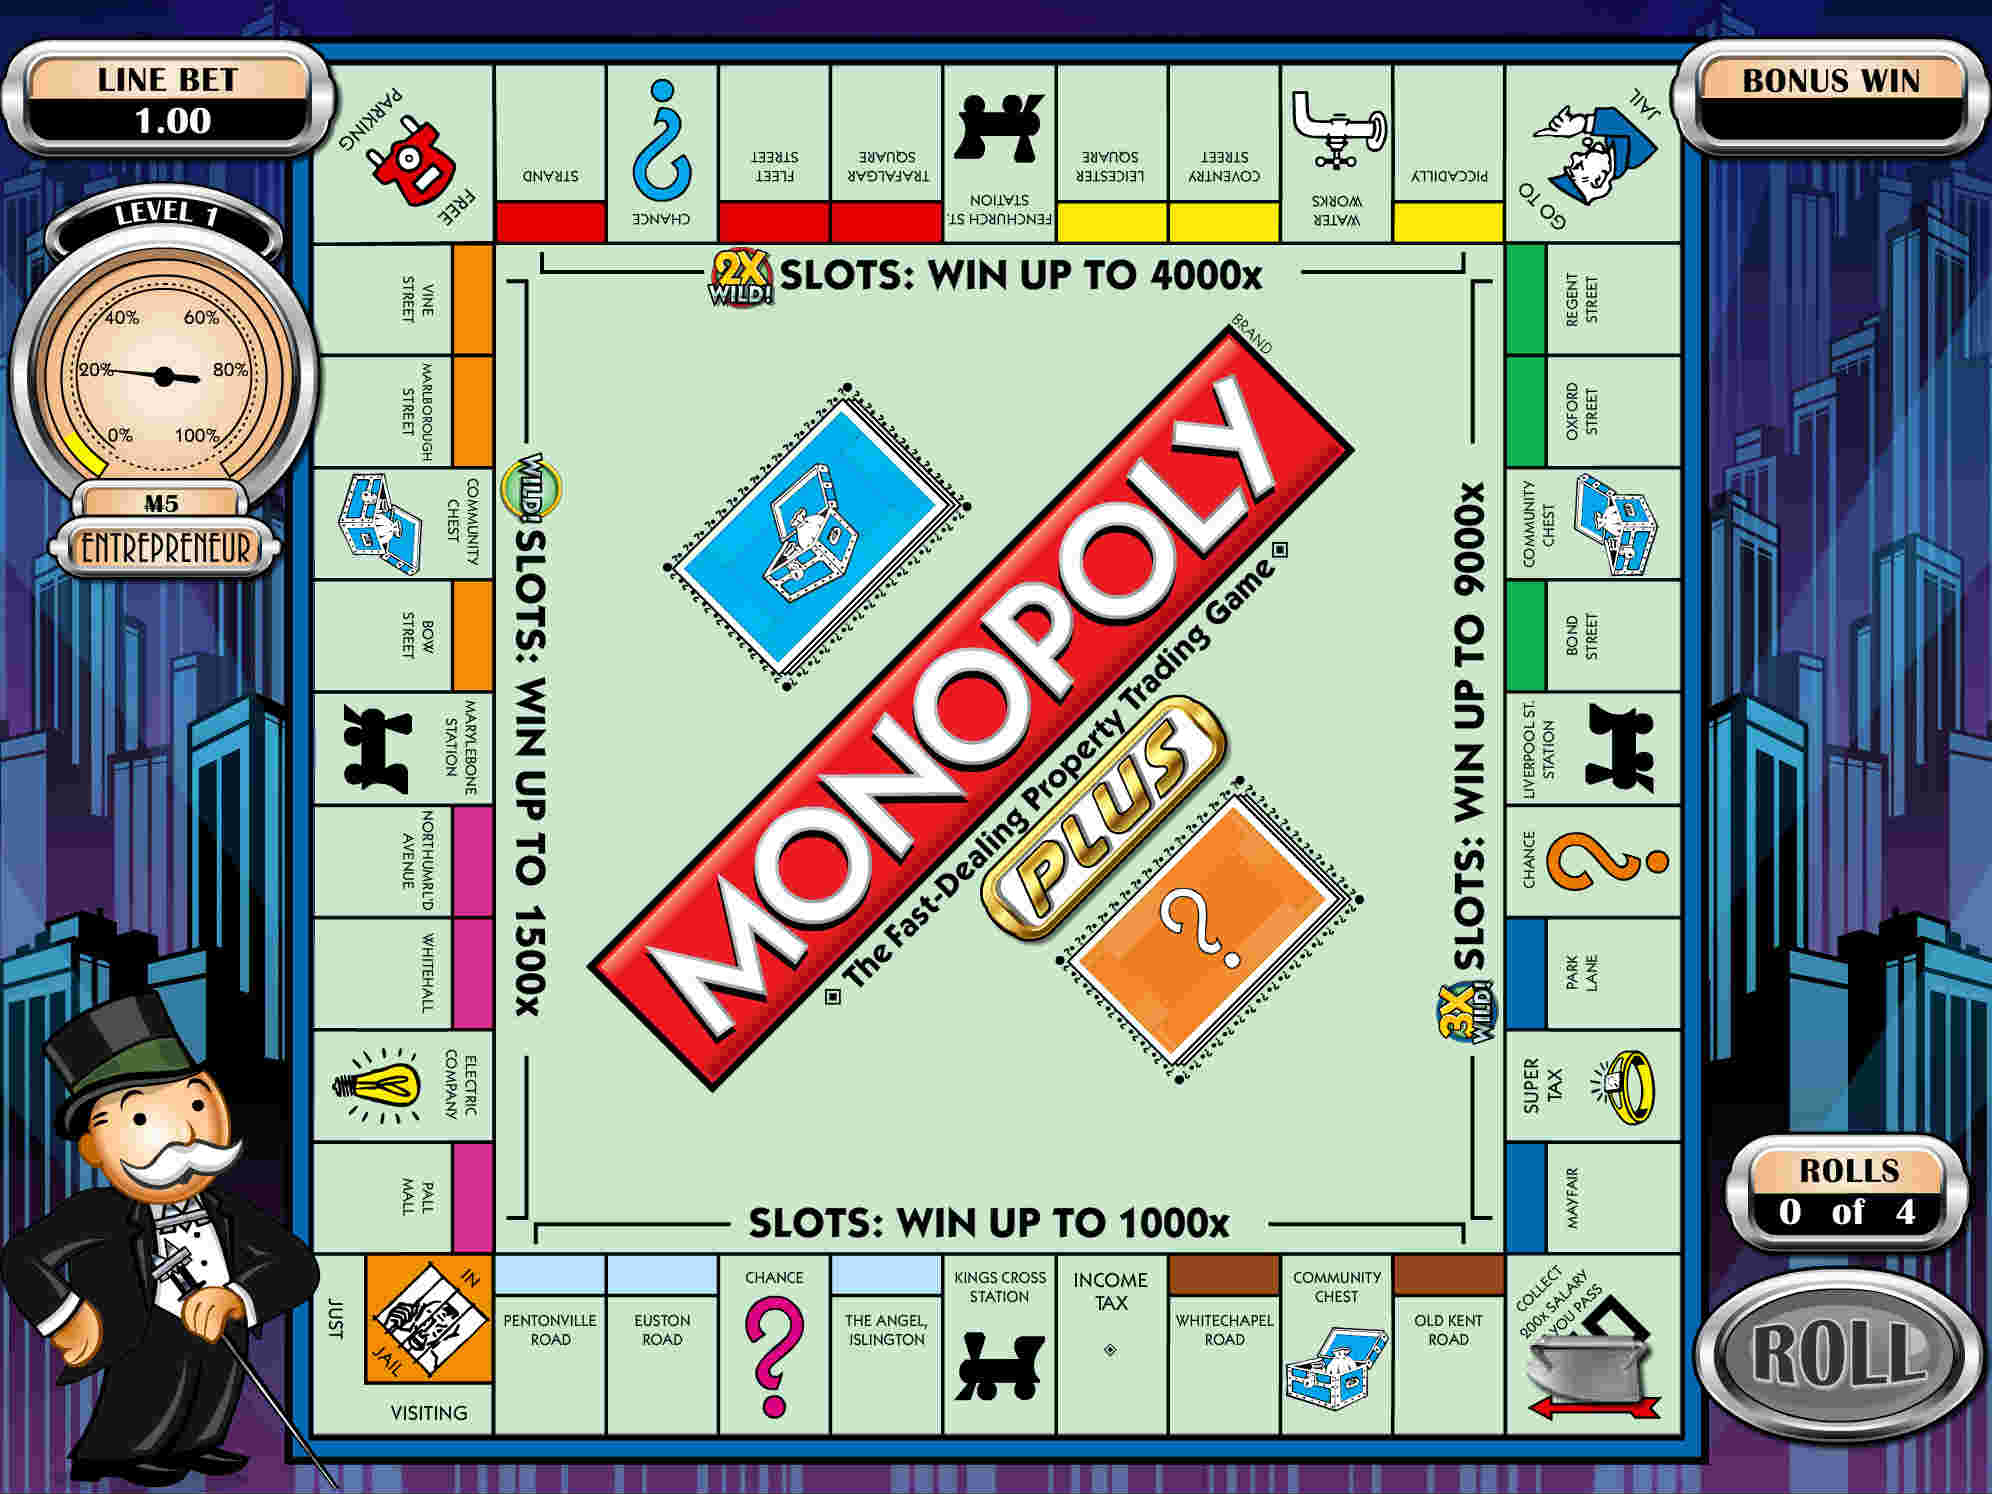 LINE BET
1.00
BONUS WIN
LEVEL 1
40%
60%
20%
80%
0%
100%
M5
ENTREPRENEUR
FREE
PARKING
STRAND
CHANCE
FLEET
STREET
TRAFALGAR
SQUARE
FENCHURCH ST.
STATION
LEICESTER
SQUARE
COVENTRY
STREET
WATER
WORKS
PICCADILLY
GO TO
JAIL
VINE
STREET
MARLBOROUGH
STREET
COMMUNITY
CHEST
BOW
STREET
MARYLEBONE
STATION
NORTHUMRL'D
AVENUE
WHITEHALL
ELECTRIC
COMPANY
PALL
MALL
2X
WILD!
SLOTS: WIN UP TO 4000x
WILD!
SLOTS: WIN UP TO 1500x
BRAND
MONOPOLY
The Fast-Dealing Property Trading Game
PLUS
?
SLOTS: WIN UP TO 9000x
3X
WILD!
SLOTS: WIN UP TO 1000x
REGENT
STREET
OXFORD
STREET
COMMUNITY
CHEST
BOND
STREET
LIVERPOOL ST.
STATION
CHANCE
PARK
LANE
SUPER
TAX
MAYFAIR
JUST
IN
JAIL
VISITING
PENTONVILLE
ROAD
EUSTON
ROAD
CHANCE
THE ANGEL,
ISLINGTON
KINGS CROSS
STATION
INCOME
TAX
WHITECHAPEL
ROAD
COMMUNITY
CHEST
OLD KENT
ROAD
COLLECT
200x SALARY
YOU PASS
ROLLS
0 of 4
ROLL